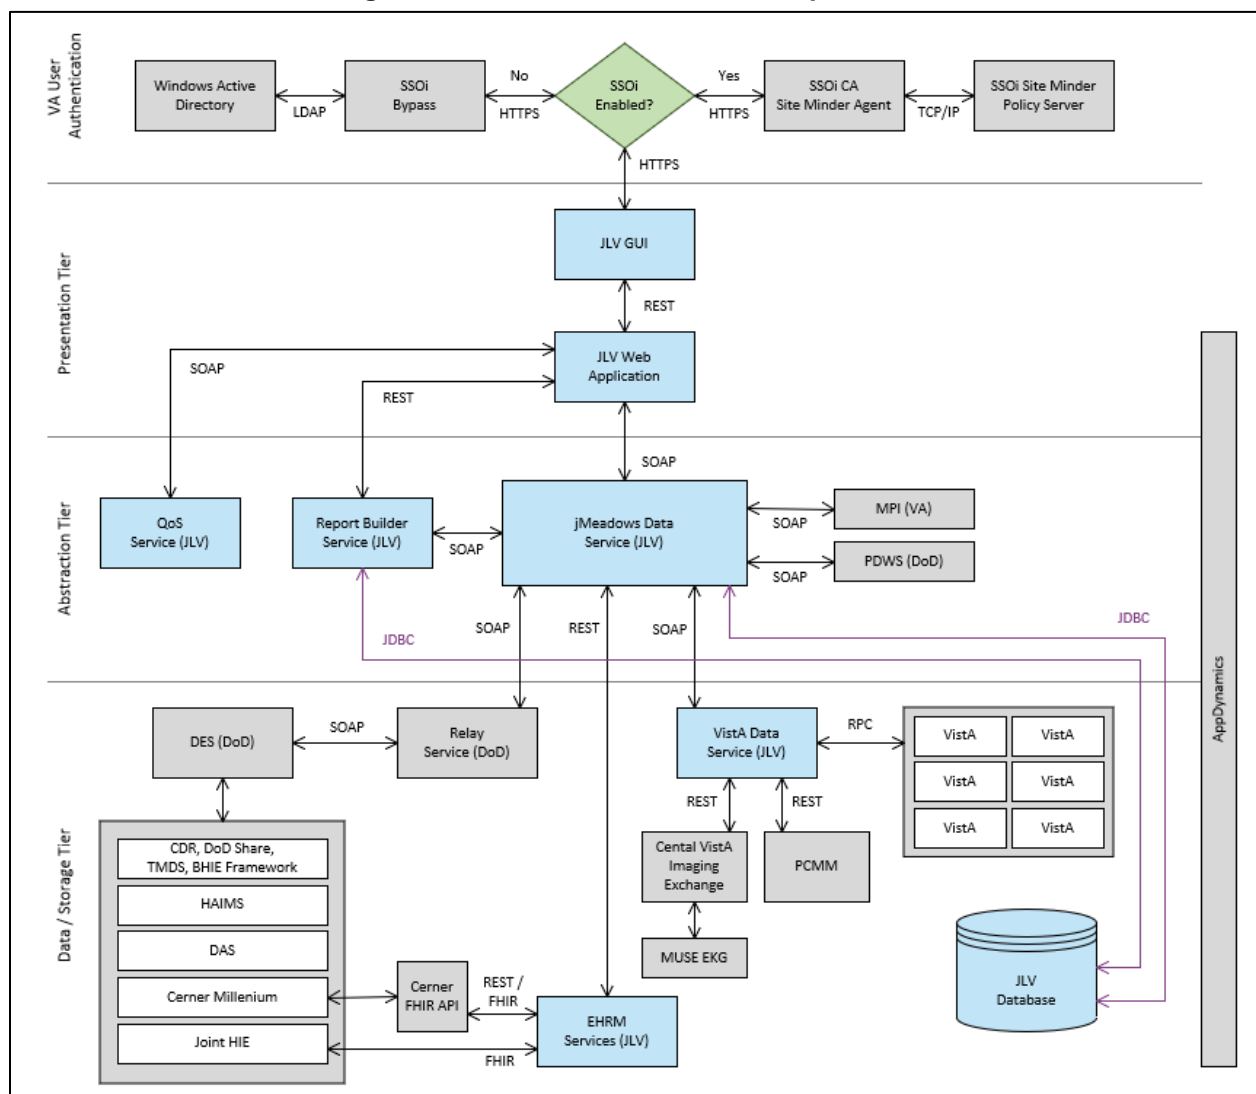 VA User
Authentication
Windows Active
Directory
LDAP
SSOi
Bypass
No
HTTPS
SSOi
Enabled?
Yes
HTTPS
SSOi CA
Site Minder Agent
TCP/IP
SSOi Site Minder
Policy Server
HTTPS
Presentation Tier
JLV GUI
REST
JLV Web
Application
SOAP
REST
SOAP
Abstraction Tier
QoS
Service (JLV)
Report Builder
Service (JLV)
SOAP
jMeadows Data
Service (JLV)
SOAP
MPI (VA)
SOAP
PDWS (DoD)
JDBC
SOAP
REST
SOAP
JDBC
AppDynamics
Data / Storage Tier
DES (DoD)
SOAP
Relay
Service (DoD)
VistA Data
Service (JLV)
RPC
VistA
VistA
VistA
VistA
VistA
VistA
REST
REST
Cental VistA
Imaging
Exchange
PCMM
MUSE EKG
CDR, DoD Share,
TMDS, BHIE Framework
HAIMS
DAS
Cerner Millenium
Joint HIE
Cerner
FHIR API
REST /
FHIR
FHIR
EHRM
Services (JLV)
JLV
Database